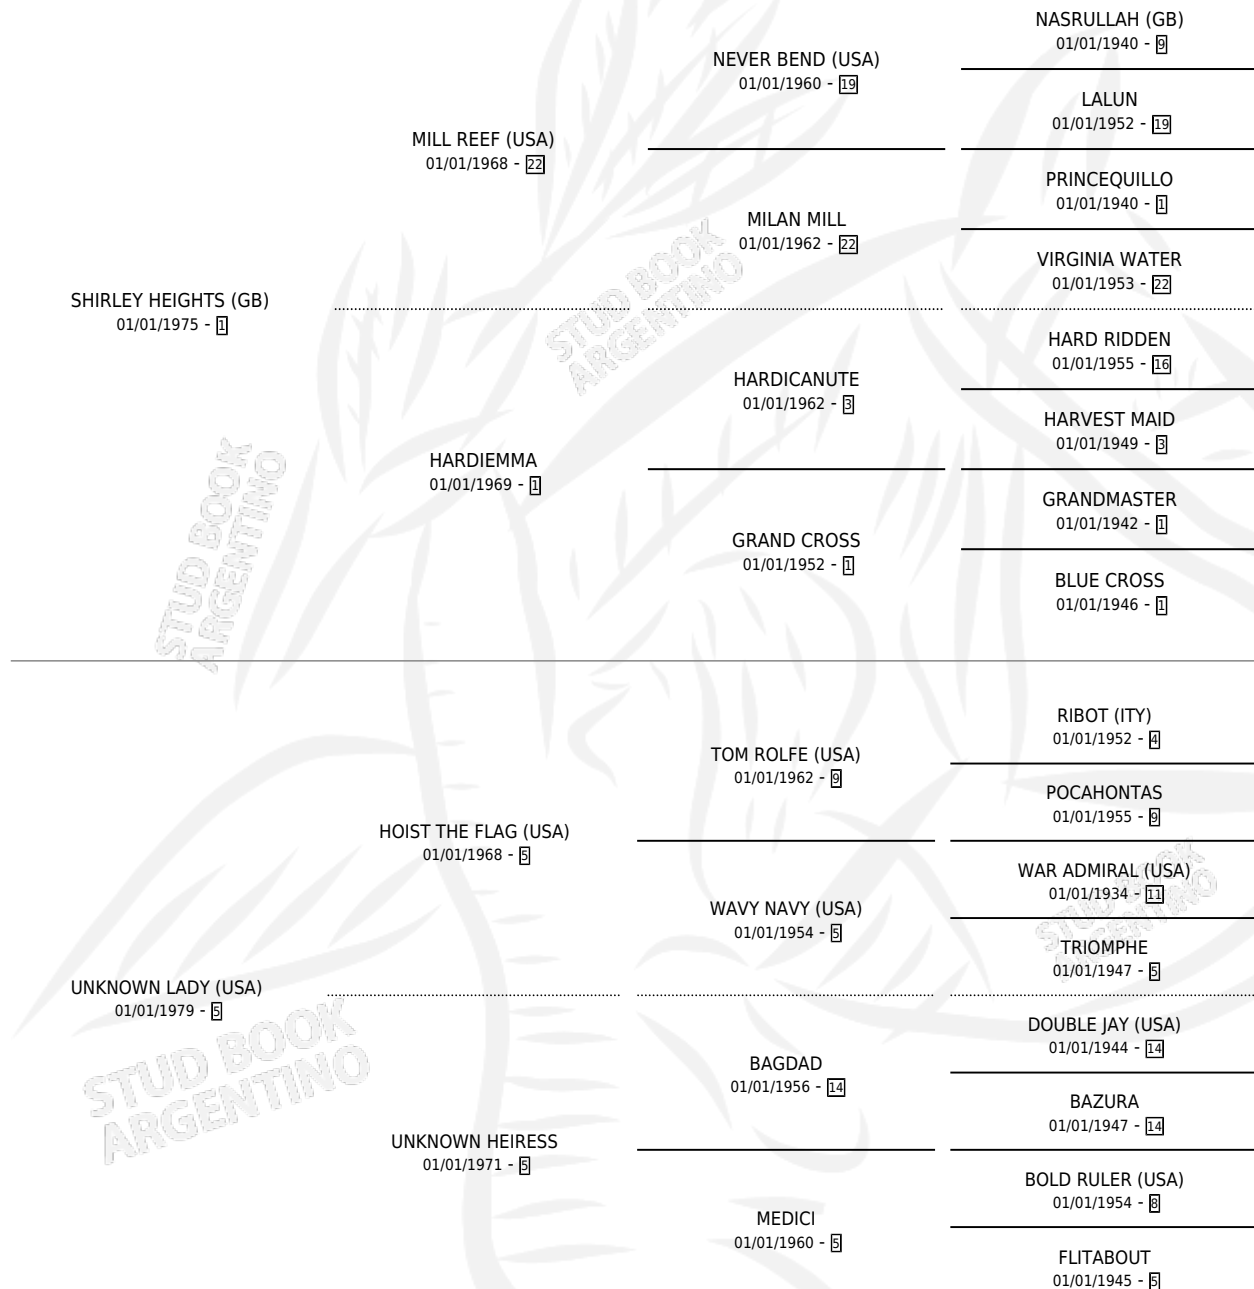 NASRULLAH (GB)
01/01/1940 - 9
NEVER BEND (USA)
01/01/1960 - 19
LALUN
01/01/1952 - 19
MILL REEF (USA)
01/01/1968 - 22
PRINCEQUILLO
01/01/1940 - 1
MILAN MILL
01/01/1962 - 22
VIRGINIA WATER
01/01/1953 - 22
SHIRLEY HEIGHTS (GB)
01/01/1975 - 1
STUD BOOK
ARGENTINO
HARD RIDDEN
01/01/1955 - 16
HARDICANUTE
01/01/1962 - 3
HARVEST MAID
01/01/1949 - 3
HARDIEMMA
01/01/1969 - 1
GRANDMASTER
01/01/1942 - 1
GRAND CROSS
01/01/1952 - 1
BLUE CROSS
01/01/1946 - 1
STUD BOOK
ARGENTINO
RIBOT (ITY)
01/01/1952 - 4
TOM ROLFE (USA)
01/01/1962 - 9
POCAHONTAS
01/01/1955 - 9
HOIST THE FLAG (USA)
01/01/1968 - 5
WAR ADMIRAL (USA)
01/01/1934 - 11
WAVY NAVY (USA)
01/01/1954 - 5
STUD BOOK
ARGENTINO
TRIOMPHE
01/01/1947 - 5
UNKNOWN LADY (USA)
01/01/1979 - 5
STUD BOOK
ARGENTINO
DOUBLE JAY (USA)
01/01/1944 - 14
BAGDAD
01/01/1956 - 14
BAZURA
01/01/1947 - 14
UNKNOWN HEIRESS
01/01/1971 - 5
BOLD RULER (USA)
01/01/1954 - 8
MEDICI
01/01/1960 - 5
FLITABOUT
01/01/1945 - 5